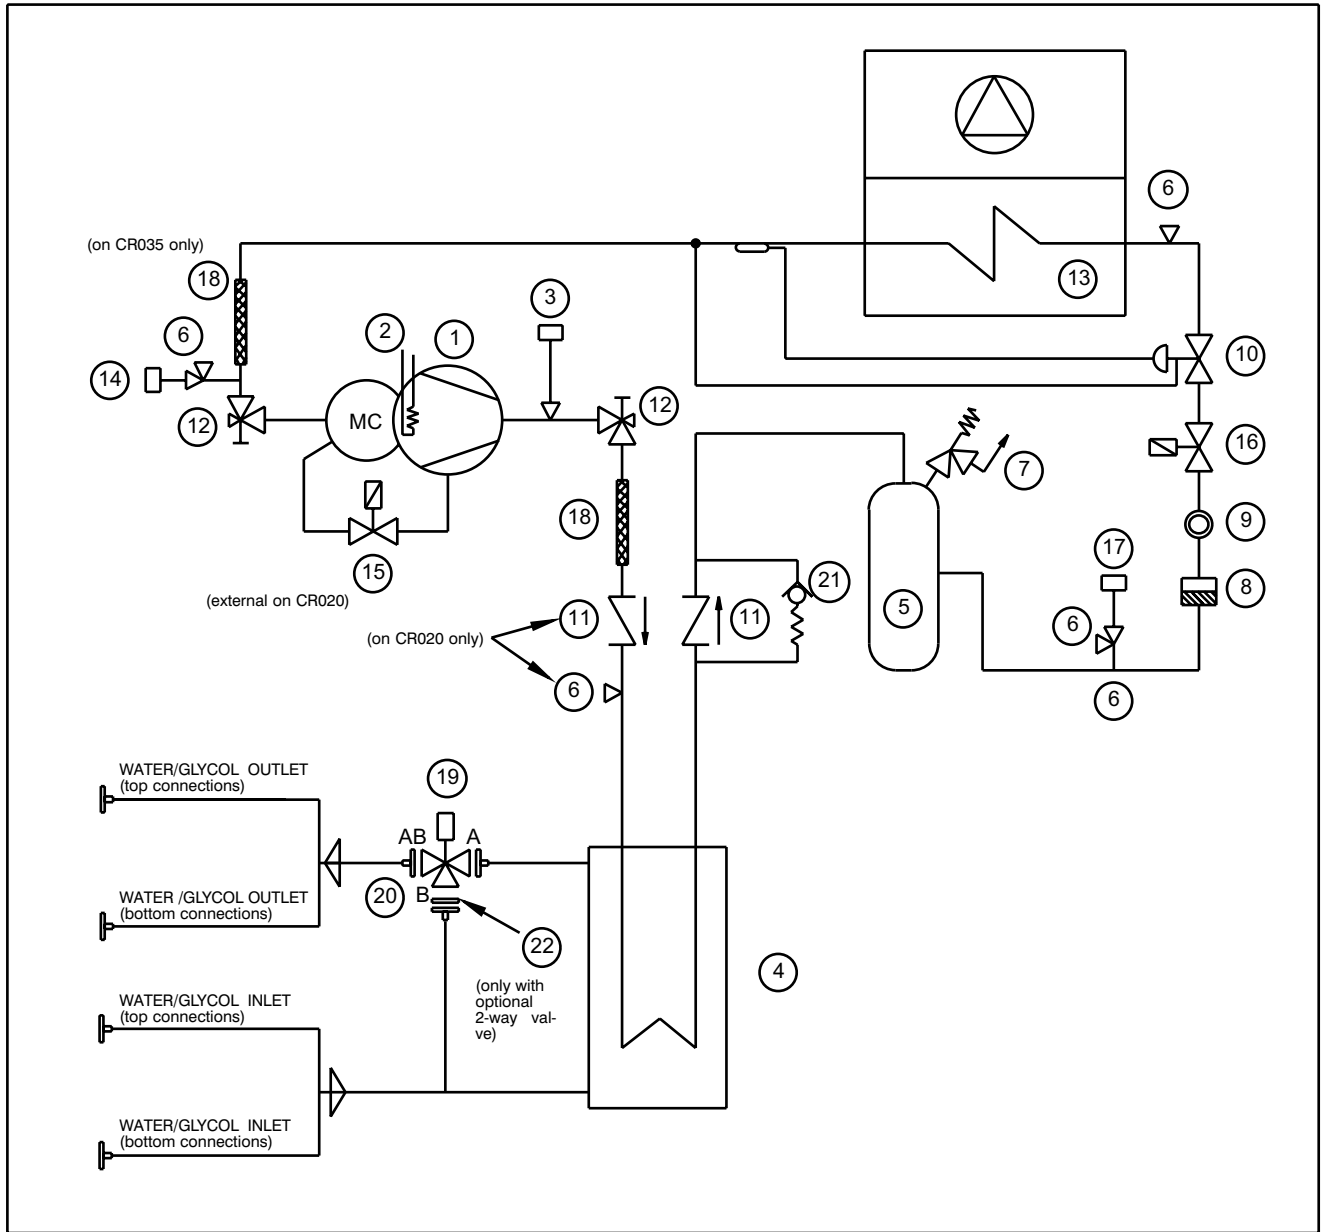 6
(on CR035 only)
18
13
3
2
1
6
14
10
12
MC
12
16
7
18
9
15
17
21
(external on CR020)
5
8
11
11
(on CR020 only)
6
6
6
WATER/GLYCOL OUTLET
(top connections)
19
AB
A
20
B
WATER /GLYCOL OUTLET
(bottom connections)
22
4
(only with
optional
2-way val-
ve)
WATER/GLYCOL INLET
(top connections)
WATER/GLYCOL INLET
(bottom connections)